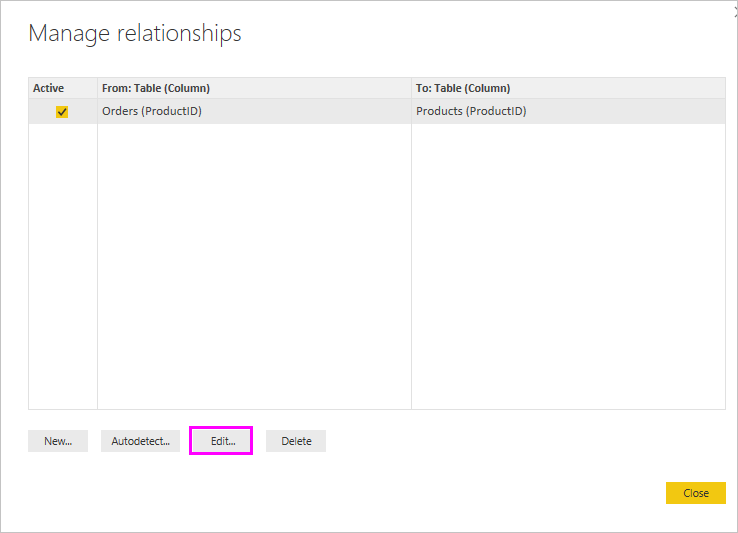 Manage relationships
Active From: Table (Column) To: Table (Column)
Orders (ProductID) Products (ProductID)
New... Autodetect... Edit... Delete
Close